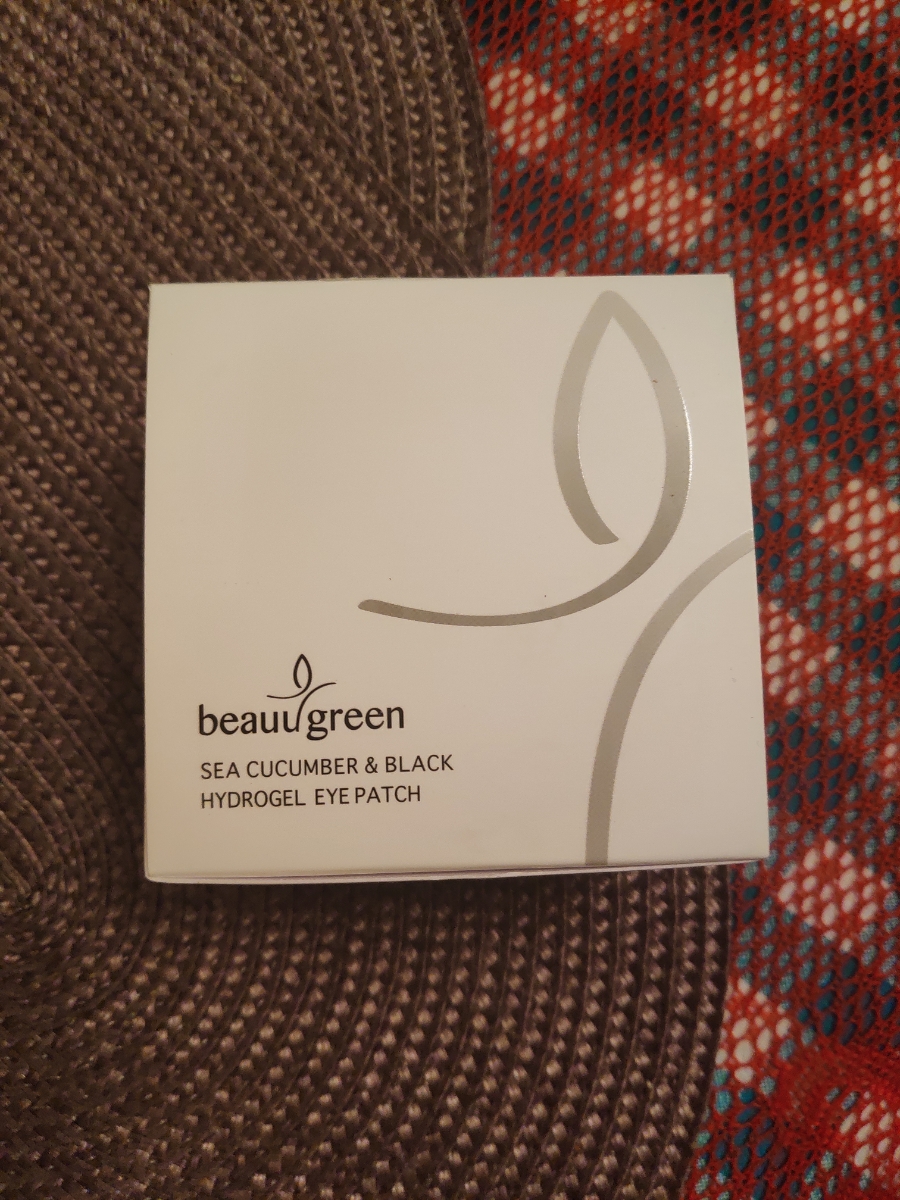 beauugreen
SEA CUCUMBER & BLACK
HYDROGEL EYE PATCH